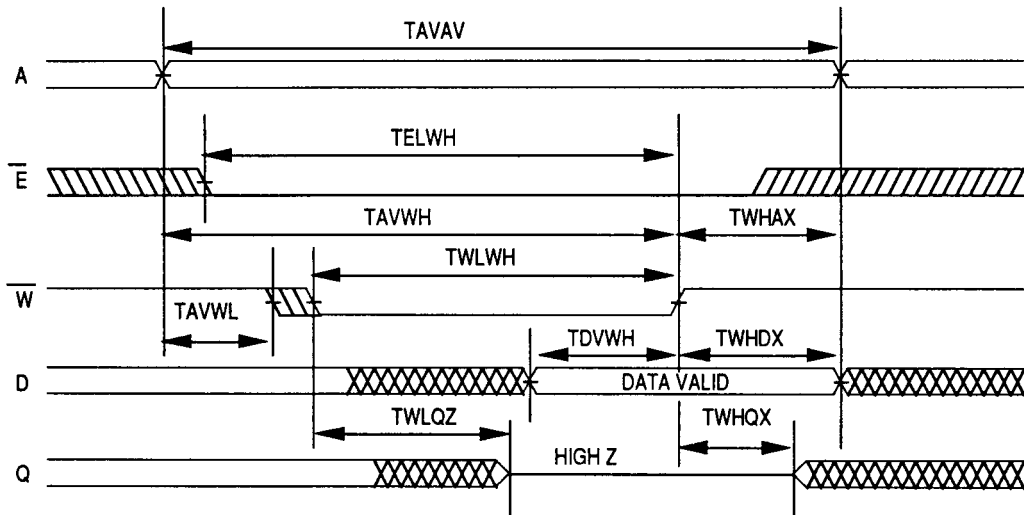 TAVAV
A
TELWH
E
TAVWH
TWHAX
TWLWH
W
TAVWL
TDVWH
TWHDX
D
DATA VALID
TWLQZ
TWHQX
HIGH Z
Q